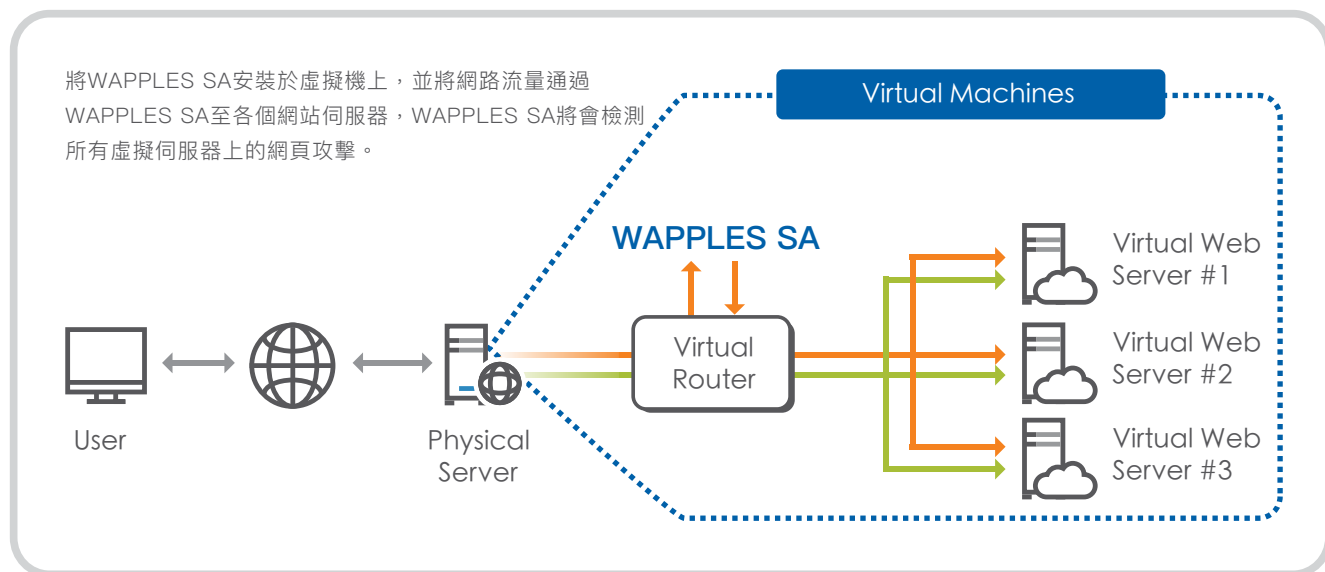 將WAPPLES SA安裝於虛擬機上，並將網路流量通過
WAPPLES SA至各個網站伺服器，WAPPLES SA將會檢測
所有虛擬伺服器上的網頁攻擊。
Virtual Machines
WAPPLES SA
Virtual Web
Server #1
Virtual
Router
Virtual Web
Server #2
User
Physical
Server
Virtual Web
Server #3